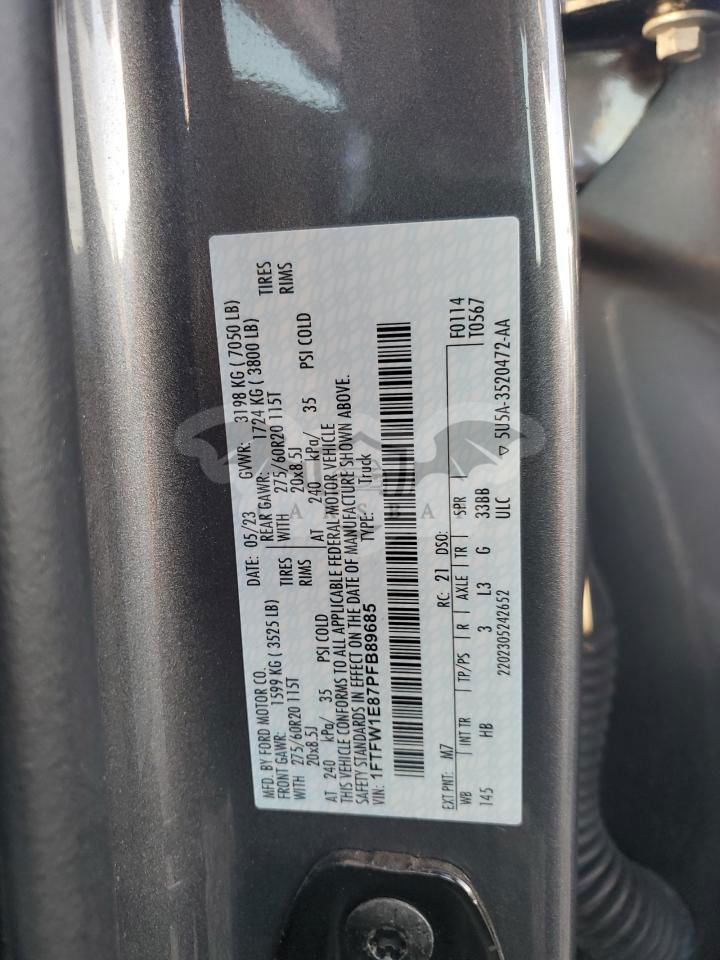 MFD. BY FORD MOTOR CO. DATE: 05/23 GVWR: 3198 KG ( 7050 LB)
FRONT GAWR: 1599 KG ( 3525 LB) REAR GAWR: 1724 KG ( 3800 LB)
WITH 275/60R20 115T TIRES WITH 275/60R20 115T TIRES
20x8.5J RIMS 20x8.5J RIMS
AT 240 kPa/ 35 PSI COLD AT 240 kPa/ 35 PSI COLD
THIS VEHICLE CONFORMS TO ALL APPLICABLE FEDERAL MOTOR VEHICLE
SAFETY STANDARDS IN EFFECT ON THE DATE OF MANUFACTURE SHOWN ABOVE.
VIN: 1FTFW1E87PFB89685 TYPE: Truck
EXT PNT: M7 RC: 21 DSO: F0114
WB INT TR TP/PS R AXLE TR SPR T0567
145 HB 3 L3 G 33BB
2202305242652 ULC ▽ 5U5A-3520472-AA